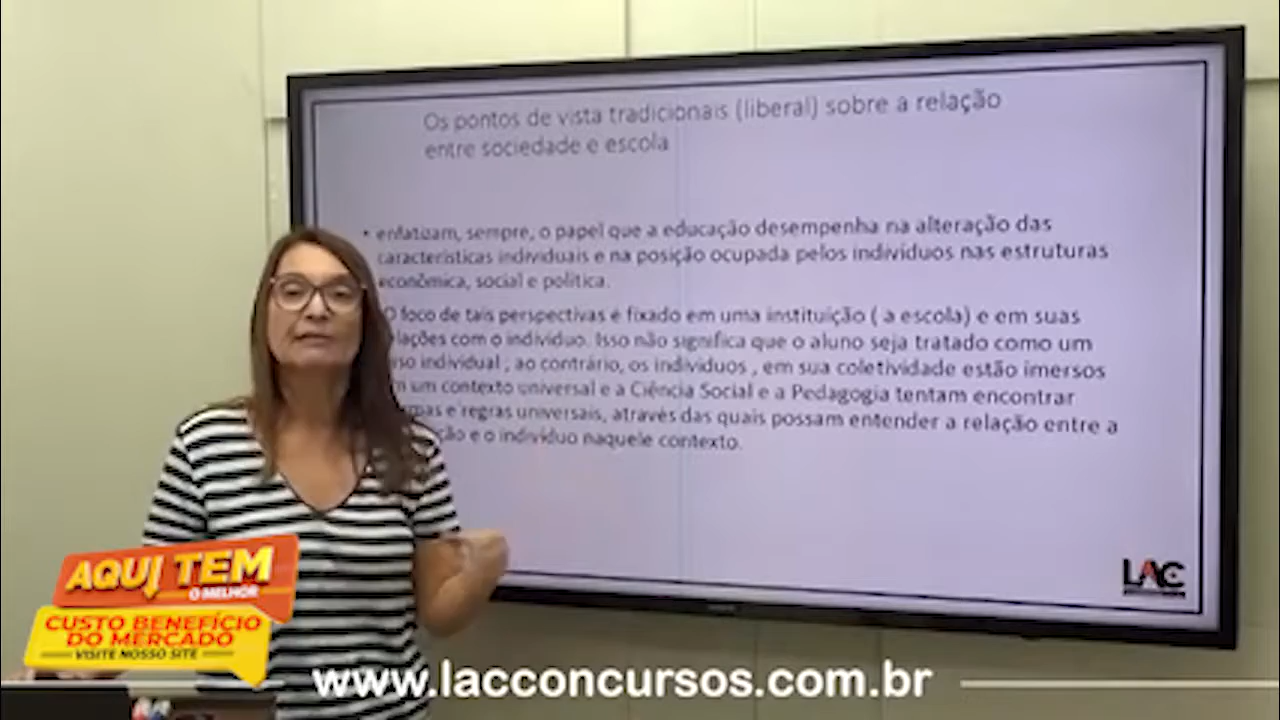 Os pontos de vista tradicionais (liberal) sobre a relação
entre sociedade e escola
• enfatizam, sempre, o papel que a educação desempenha na alteração das
características individuais e na posição ocupada pelos indivíduos nas estruturas
econômica, social e política.
O foco de tais perspectivas é fixado em uma instituição ( a escola) e em suas
lações com o indivíduo. Isso não significa que o aluno seja tratado como um
so individual ; ao contrário, os indivíduos , em sua coletividade estão imersos
um contexto universal e a Ciência Social e a Pedagogia tentam encontrar
e regras universais, através das quais possam entender a relação entre a
ção e o indivíduo naquele contexto.
LAC
AQUI TEM
O MELHOR
CUSTO BENEFÍCIO
DO MERCADO
VISITE NOSSO SITE
www.lacconcursos.com.br